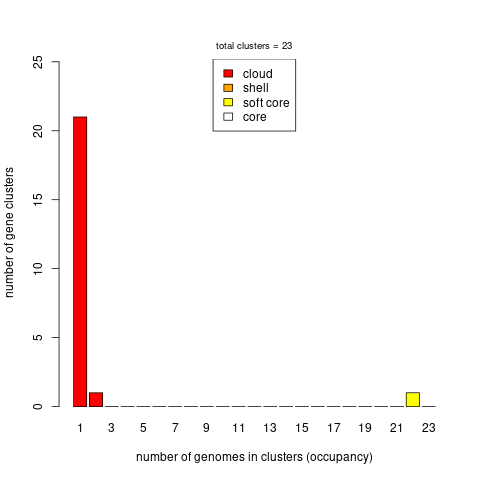 total clusters = 23
cloud
shell
soft core
core
number of gene clusters
25
20
15
10
5
0
1 3 5 7 9 11 13 15 17 19 21 23
number of genomes in clusters (occupancy)